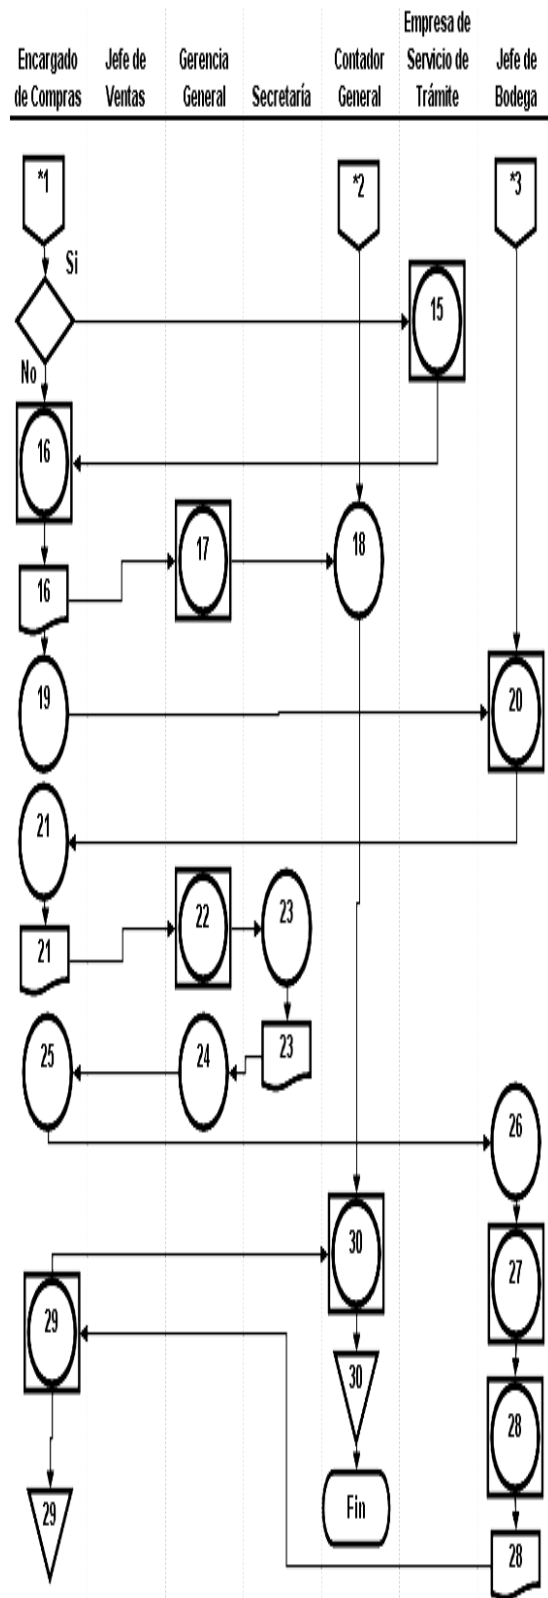 Encargado
de Compras
Jefe de
Ventas
Gerencia
General
Secretaría
Contador
General
Empresa de
Servicio de
Trámite
Jefe de
Bodega
*1
*2
*3
Si
15
No
16
17
18
16
19
20
21
22
23
21
23
25
24
26
30
27
29
30
28
29
Fin
28